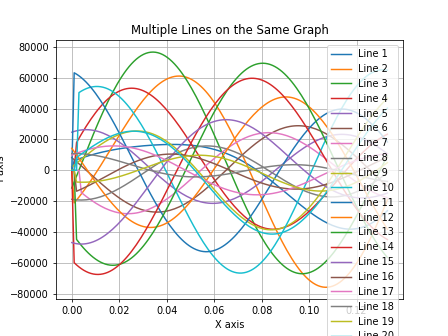 Multiple Lines on the Same Graph
80000
60000
40000
20000
0
−20000
−40000
−60000
−80000
0.00
0.02
0.04
0.06
0.08
0.10
X axis
Line 1
Line 2
Line 3
Line 4
Line 5
Line 6
Line 7
Line 8
Line 9
Line 10
Line 11
Line 12
Line 13
Line 14
Line 15
Line 16
Line 17
Line 18
Line 19
Line 20